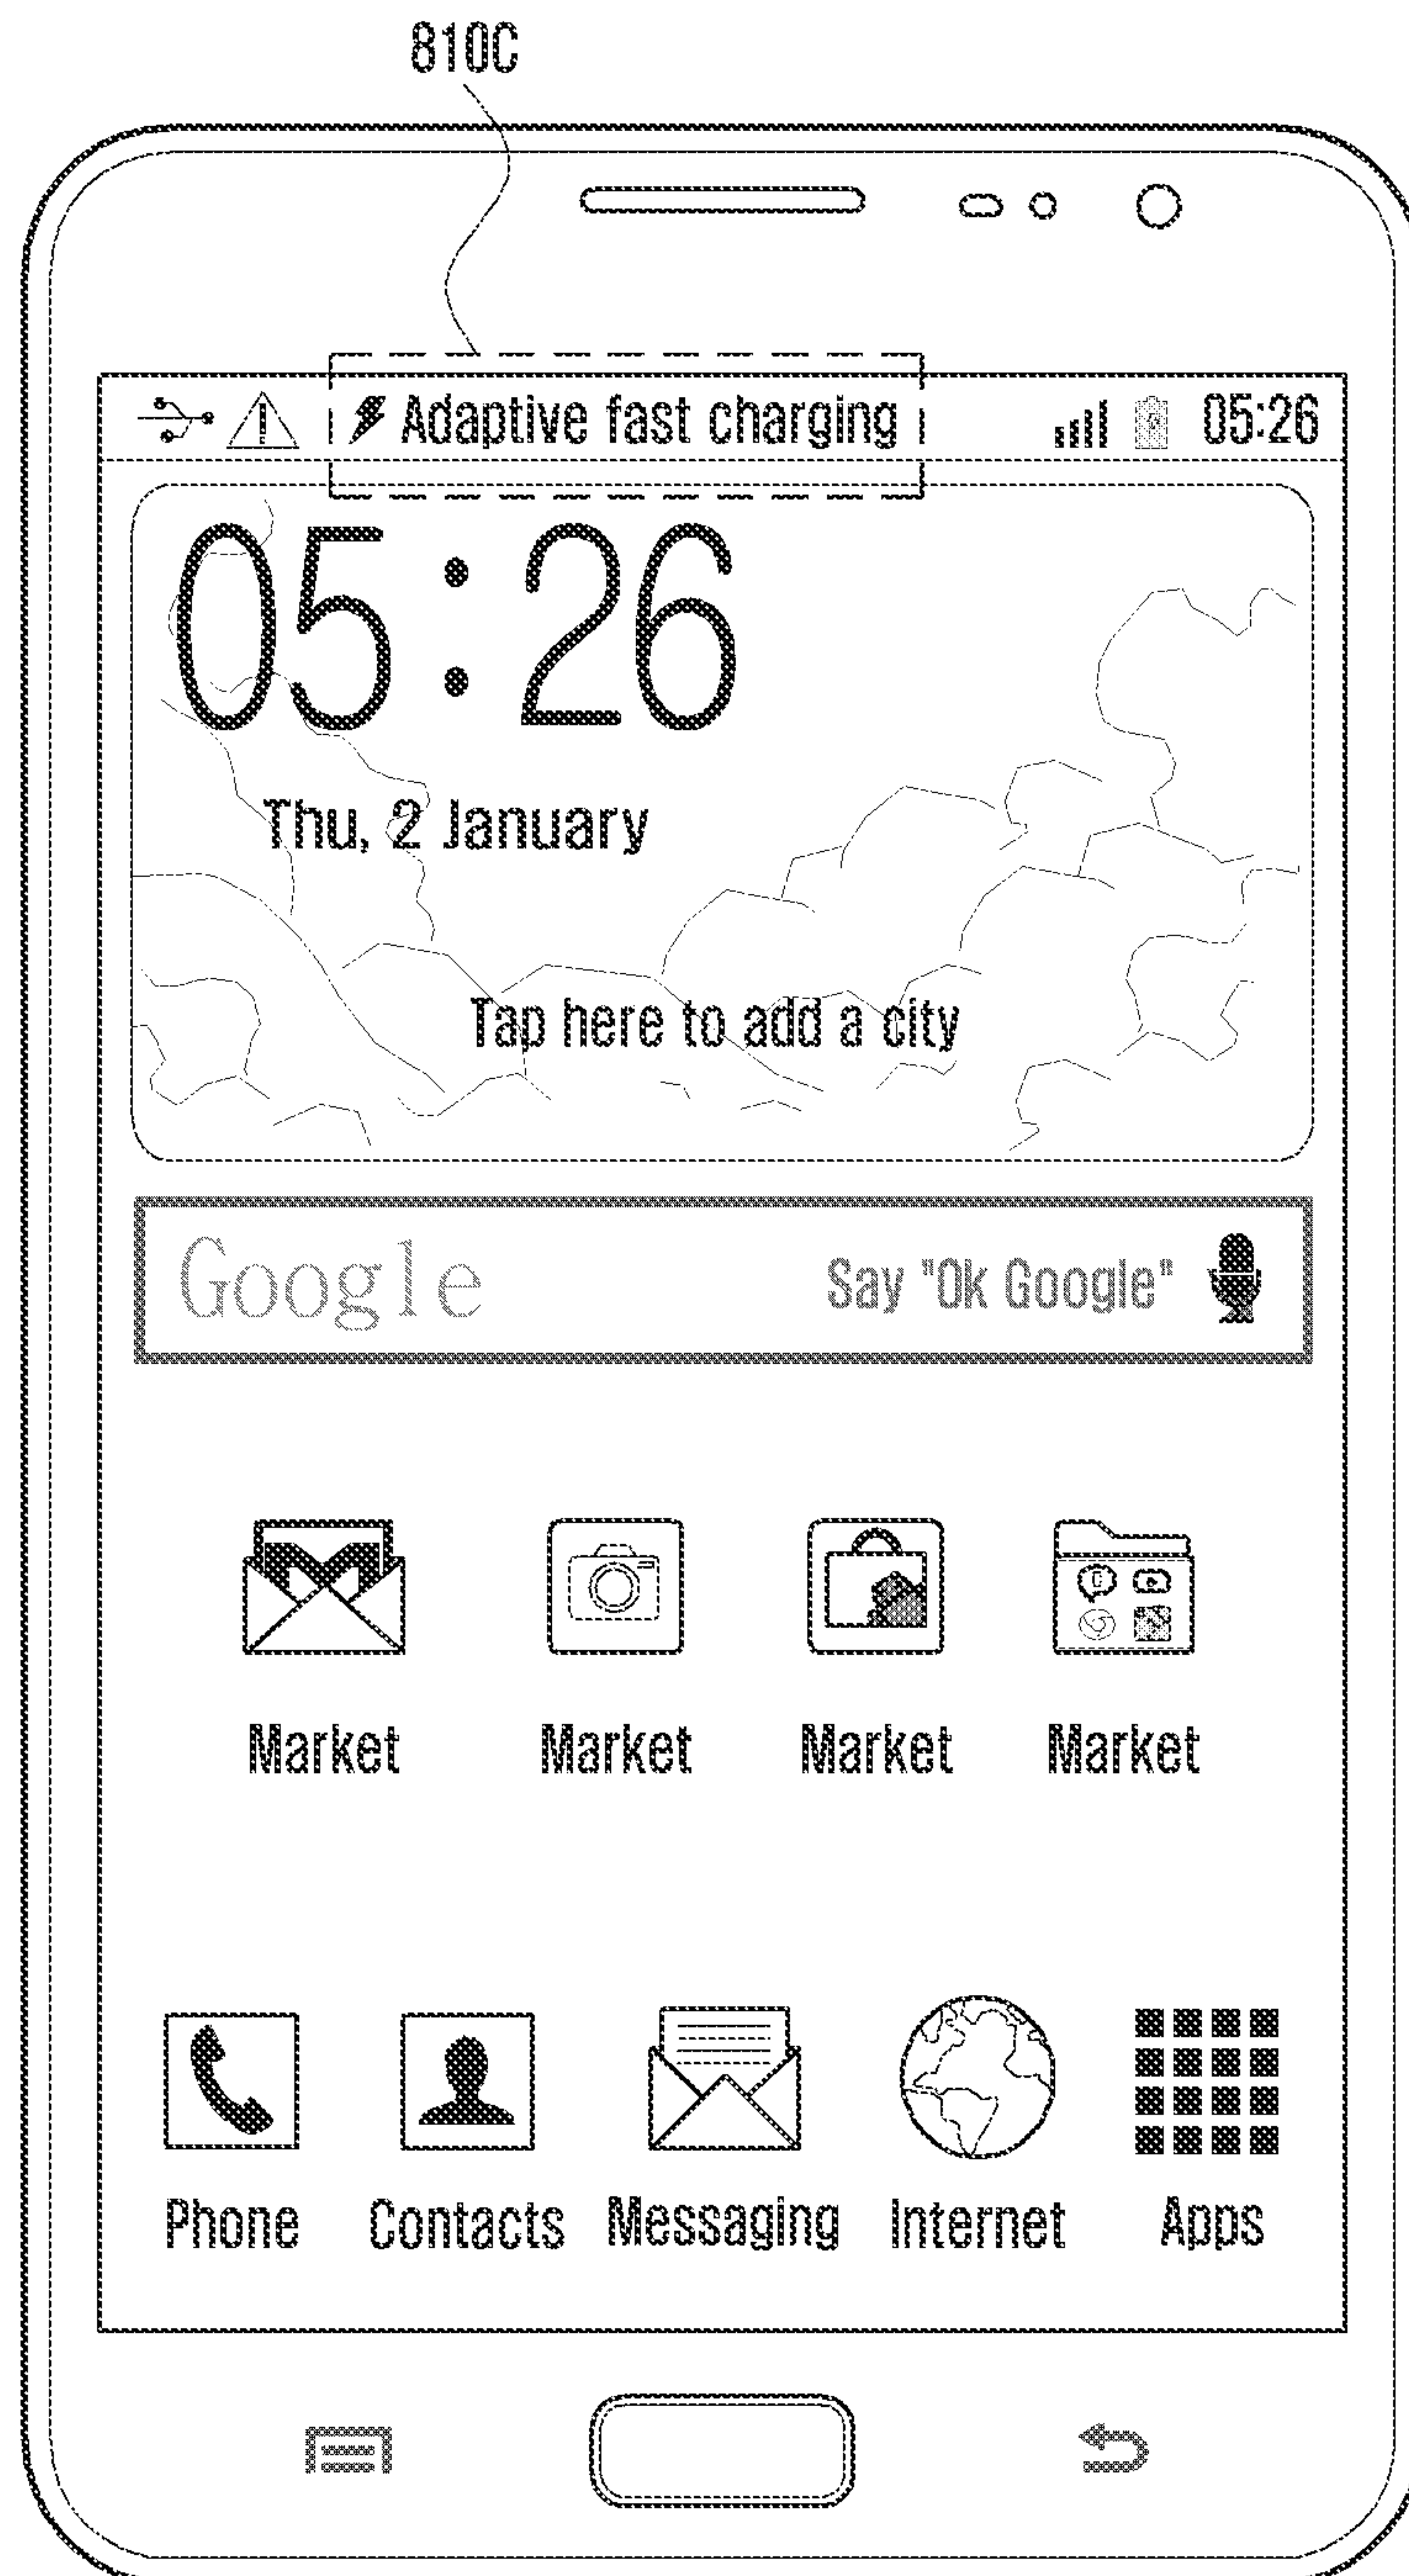 810C
Adaptive fast charging 05:26
05:26
Thu, 2 January
Tap here to add a city
Google Say "Ok Google"
Market Market Market Market
Phone Contacts Messaging Internet Apps